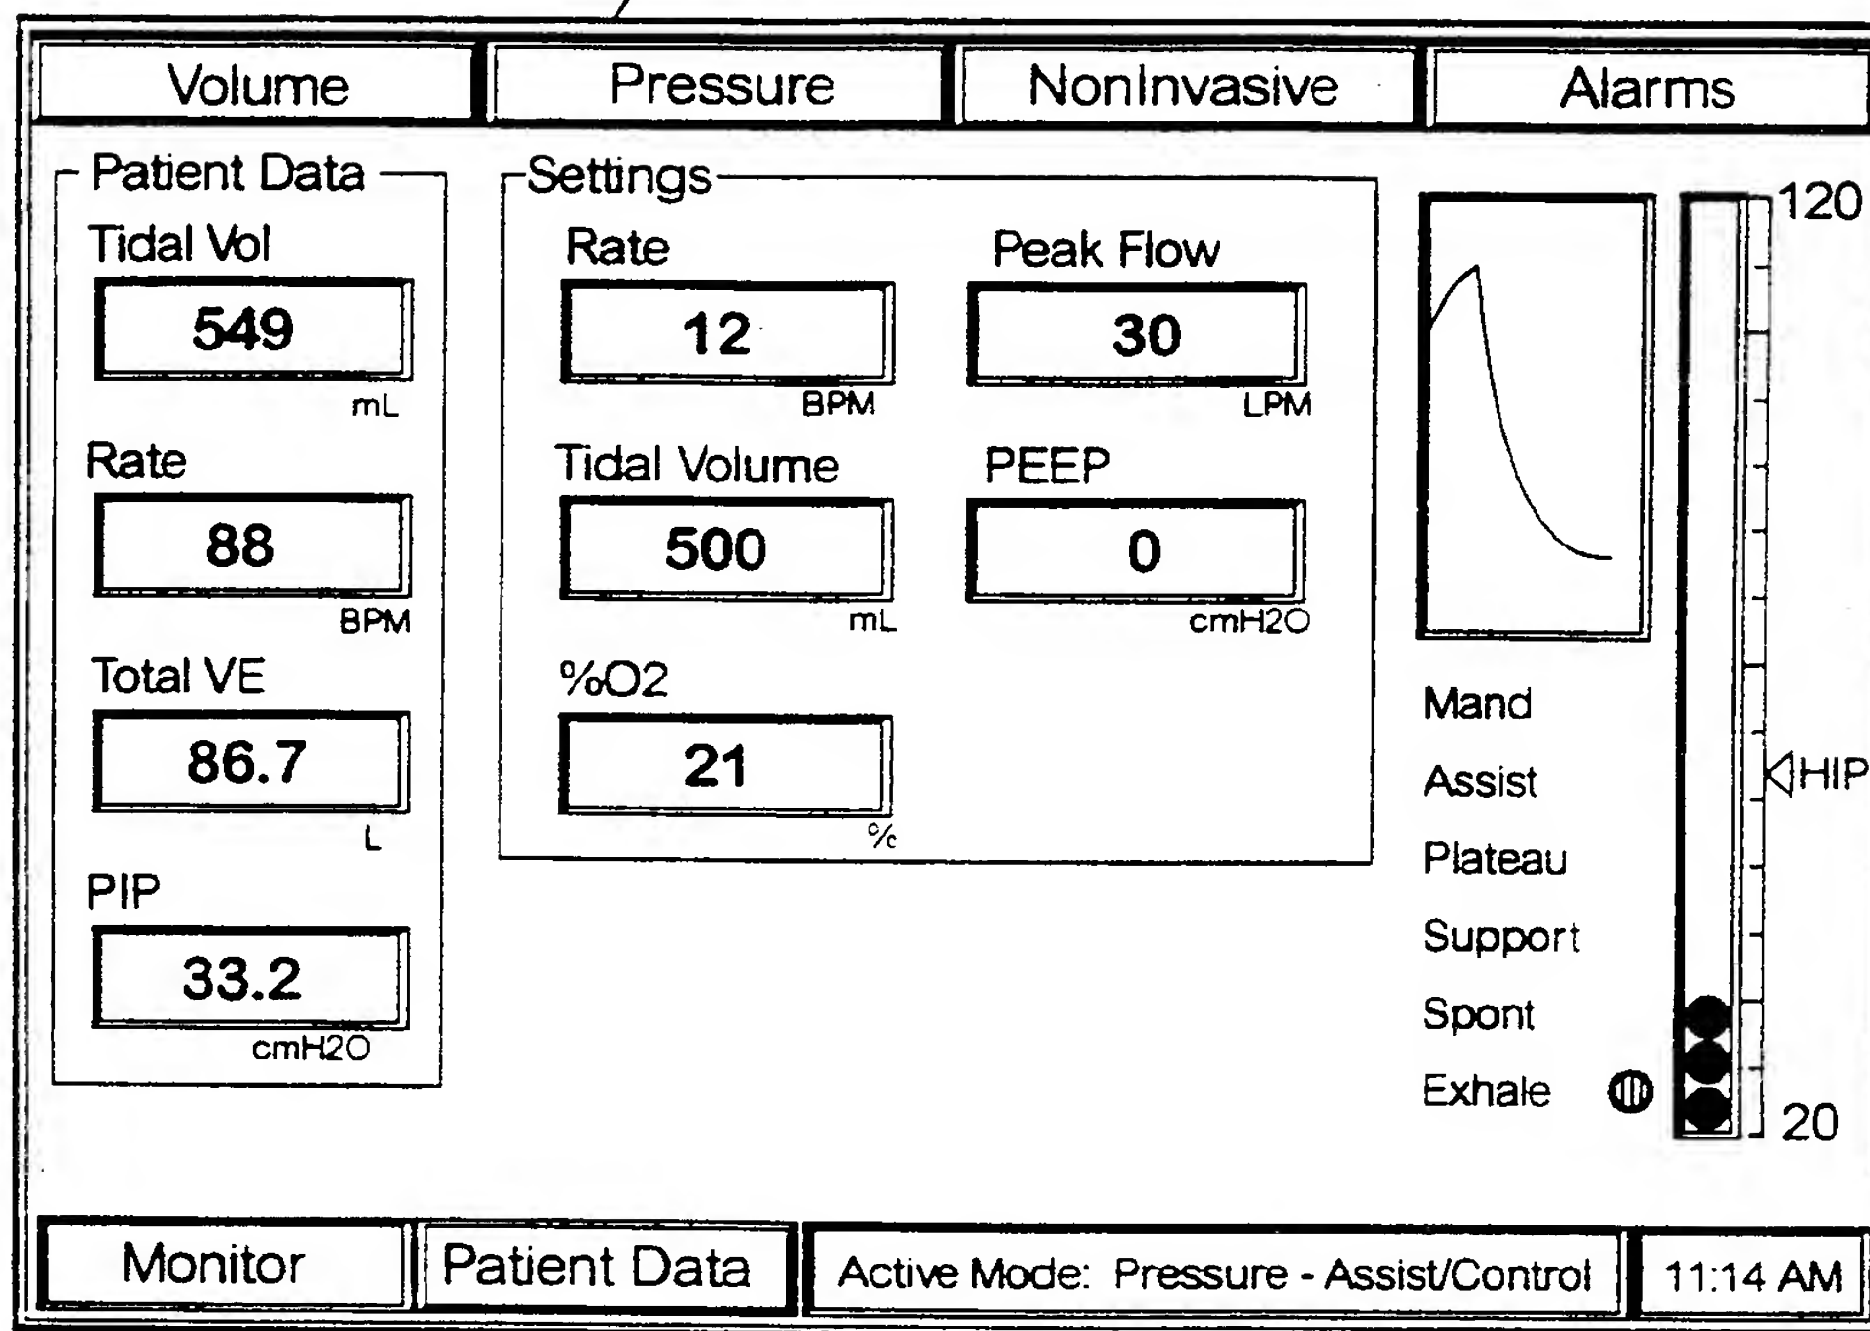 Volume Pressure NonInvasive Alarms
Patient Data Settings
120
Tidal Vol Rate Peak Flow
549 12 30
mL BPM LPM
Rate Tidal Volume PEEP
88 500 0
BPM mL cmH2O
Total VE %O2
Mand
86.7 21
Assist HIP
L %
Plateau
PIP
Support
33.2
Spont
cmH2O
Exhale
20
Monitor Patient Data Active Mode: Pressure - Assist/Control 11:14 AM